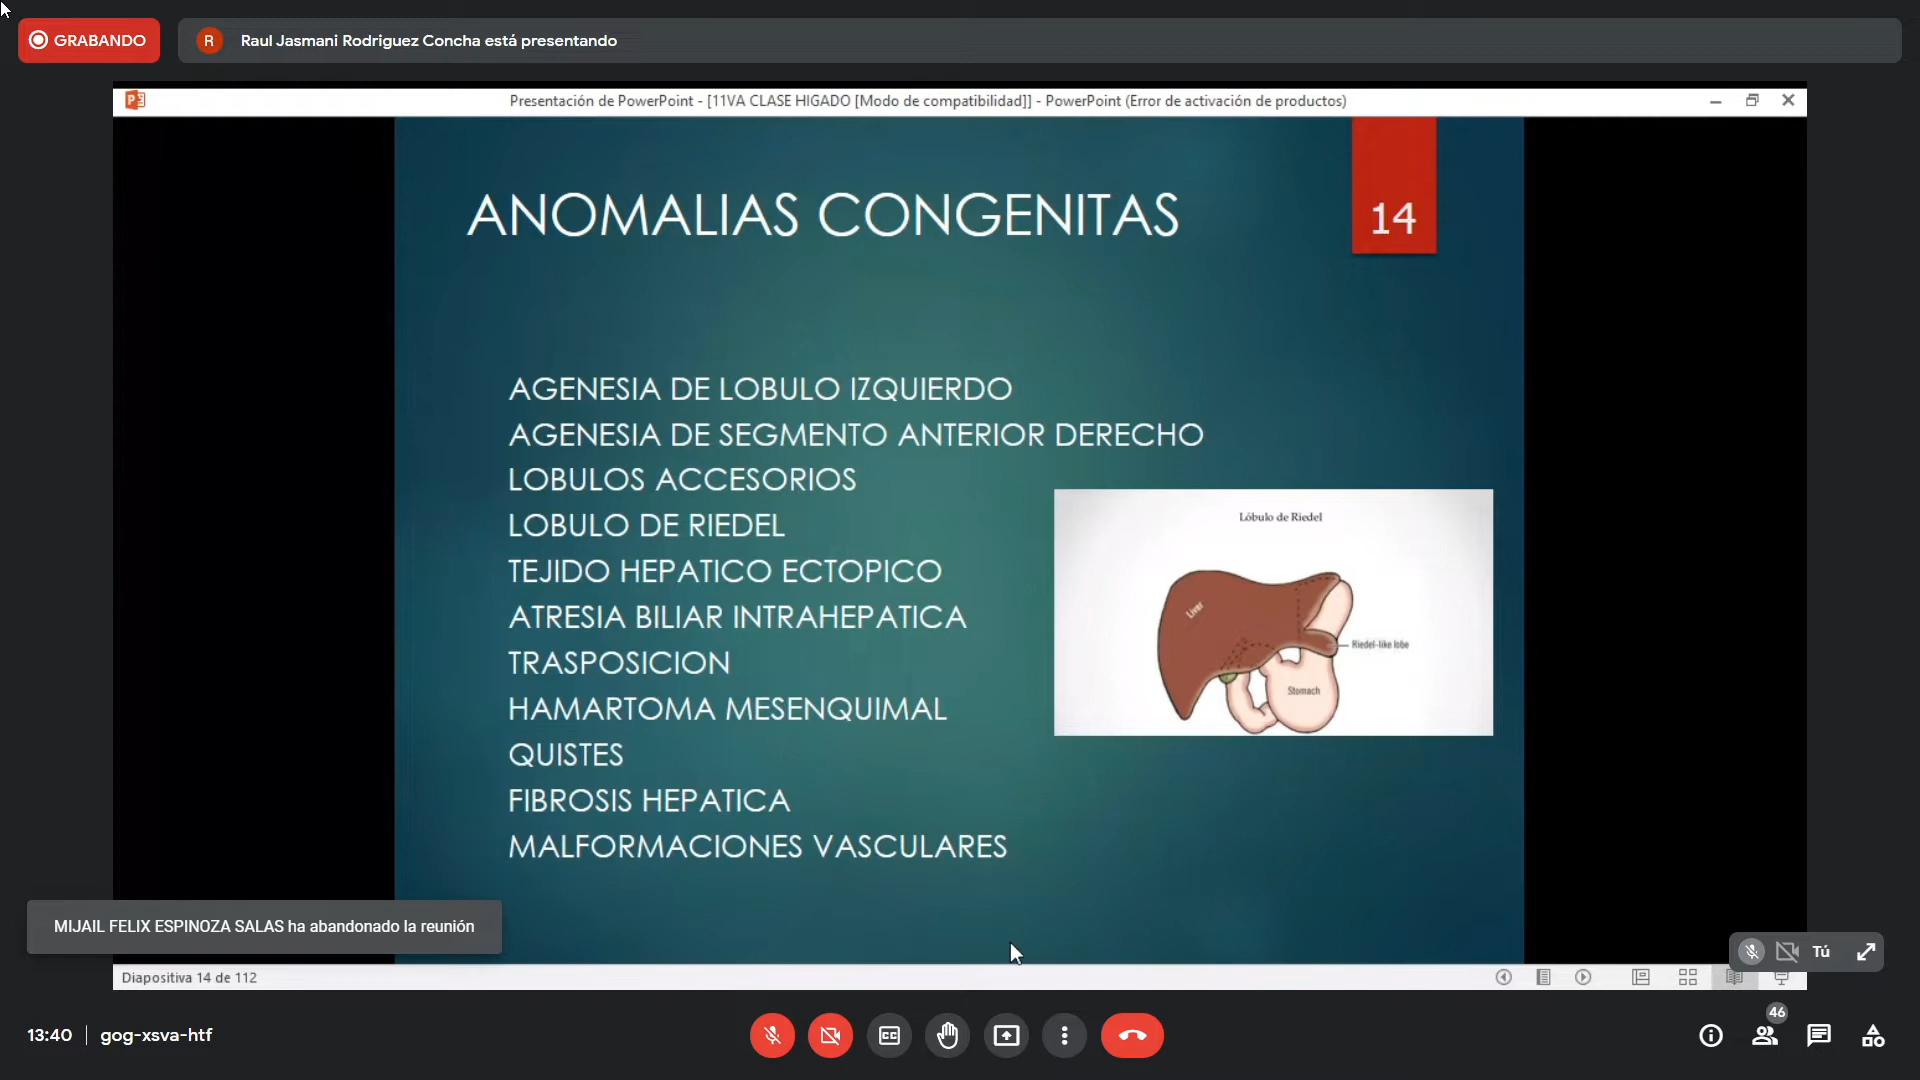 GRABANDO
R
Raul Jasmani Rodriguez Concha está presentando
Presentación de PowerPoint - [11VA CLASE HIGADO [Modo de compatibilidad]] - PowerPoint (Error de activación de productos)
ANOMALIAS CONGENITAS
14
AGENESIA DE LOBULO IZQUIERDO
AGENESIA DE SEGMENTO ANTERIOR DERECHO
LOBULOS ACCESORIOS
LOBULO DE RIEDEL
TEJIDO HEPATICO ECTOPICO
ATRESIA BILIAR INTRAHEPATICA
TRASPOSICION
HAMARTOMA MESENQUIMAL
QUISTES
FIBROSIS HEPATICA
MALFORMACIONES VASCULARES
Lóbulo de Riedel
Liver
Riedel-like lobe
Stomach
MIJAIL FELIX ESPINOZA SALAS ha abandonado la reunión
Tú
Diapositiva 14 de 112
13:40
gog-xsva-htf
46